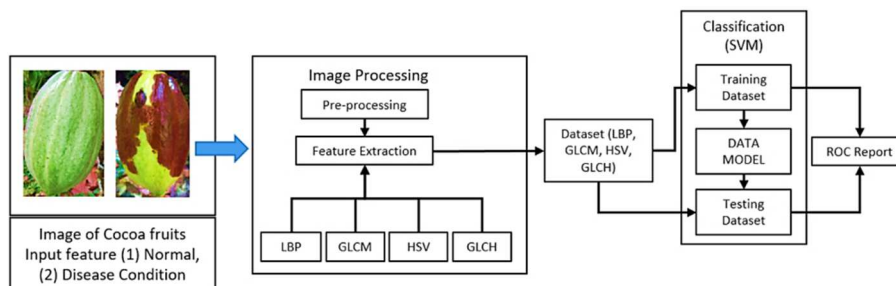 Image of Cocoa fruits
Input feature (1) Normal,
(2) Disease Condition
Image Processing
Pre-processing
Feature Extraction
LBP
GLCM
HSV
GLCH
Dataset (LBP,
GLCM, HSV,
GLCH)
Classification
(SVM)
Training
Dataset
DATA
MODEL
Testing
Dataset
ROC Report